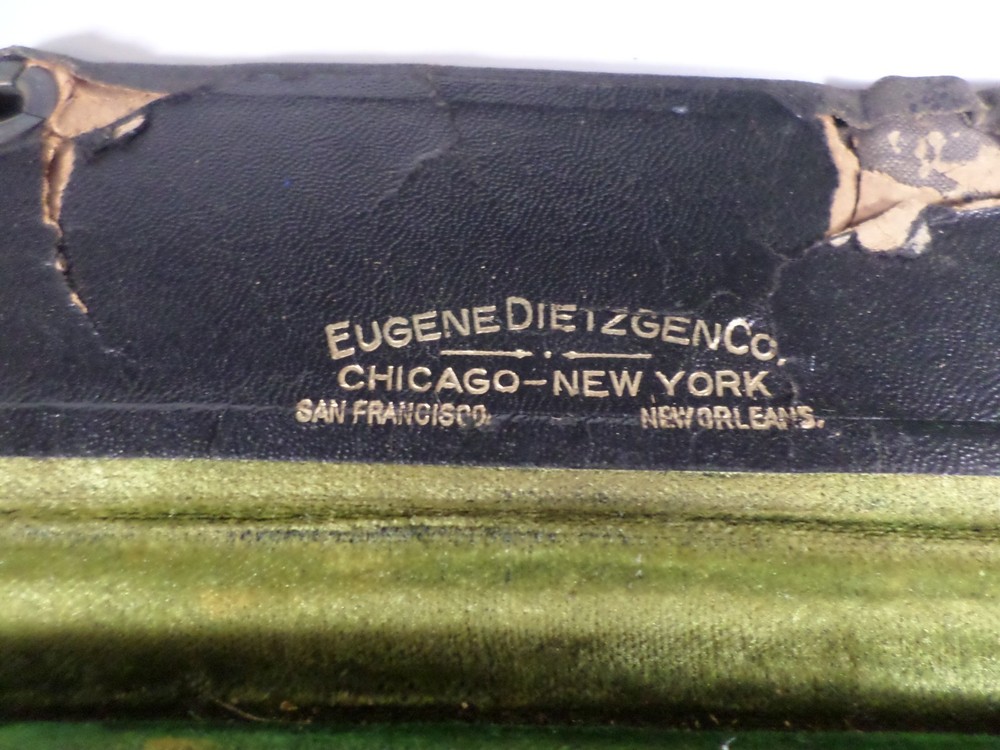 EUGENE DIETZGEN CO.
CHICAGO - NEW YORK
SAN FRANCISCO. NEW ORLEANS.